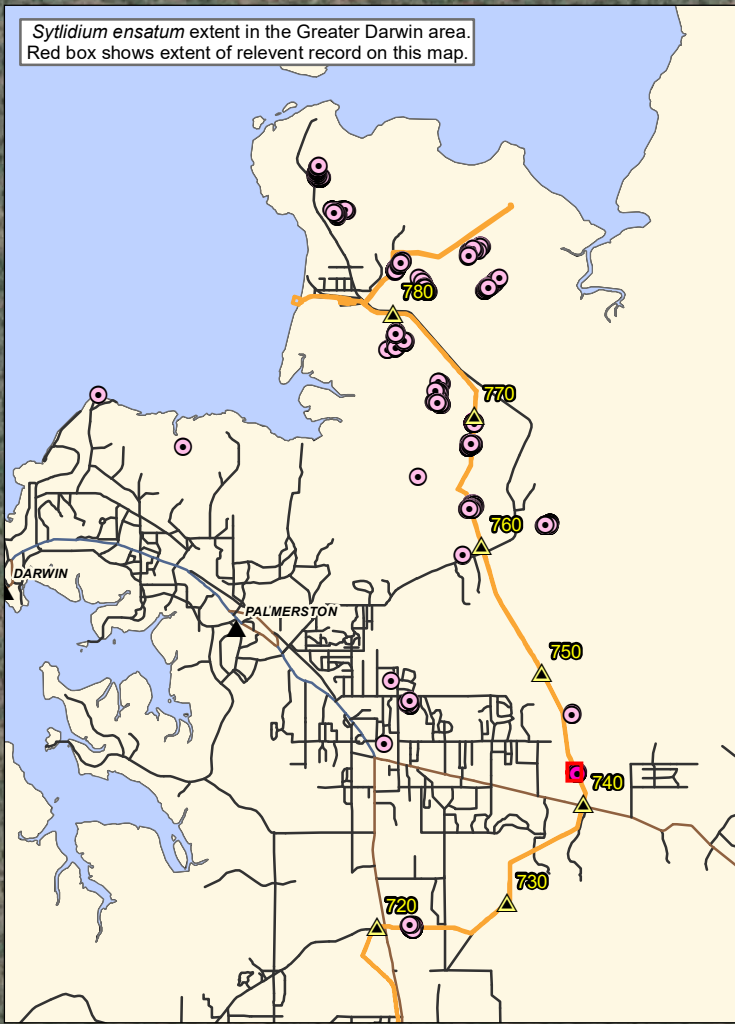 Sytlidium ensatum extent in the Greater Darwin area.
Red box shows extent of relevent record on this map.
780
770
760
DARWIN
PALMERSTON
750
740
730
720